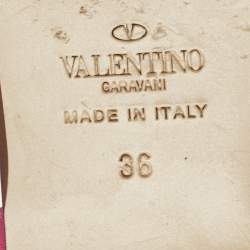 VALENTINO
GARAVANI
MADE IN ITALY
36